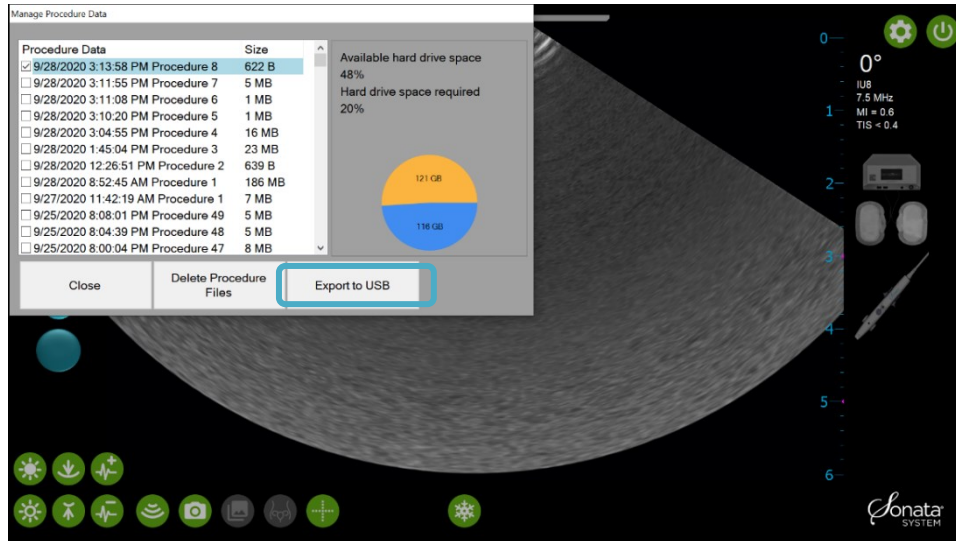 Manage Procedure Data
Procedure Data Size
9/28/2020 3:13:58 PM Procedure 8 622 B
9/28/2020 3:11:55 PM Procedure 7 5 MB
9/28/2020 3:11:08 PM Procedure 6 1 MB
9/28/2020 3:10:20 PM Procedure 5 1 MB
9/28/2020 3:04:55 PM Procedure 4 16 MB
9/28/2020 1:45:04 PM Procedure 3 23 MB
9/28/2020 12:26:51 PM Procedure 2 639 B
9/28/2020 8:52:45 AM Procedure 1 186 MB
9/27/2020 11:42:19 AM Procedure 1 7 MB
9/25/2020 8:08:01 PM Procedure 49 5 MB
9/25/2020 8:04:39 PM Procedure 48 5 MB
9/25/2020 8:00:04 PM Procedure 47 8 MB
Available hard drive space
48%
Hard drive space required
20%
121 GB
116 GB
Close
Delete Procedure
Files
Export to USB
0
1
2
3
4
5
6
0°
IU8
7.5 MHz
MI = 0.6
TIS < 0.4
Sonata
SYSTEM